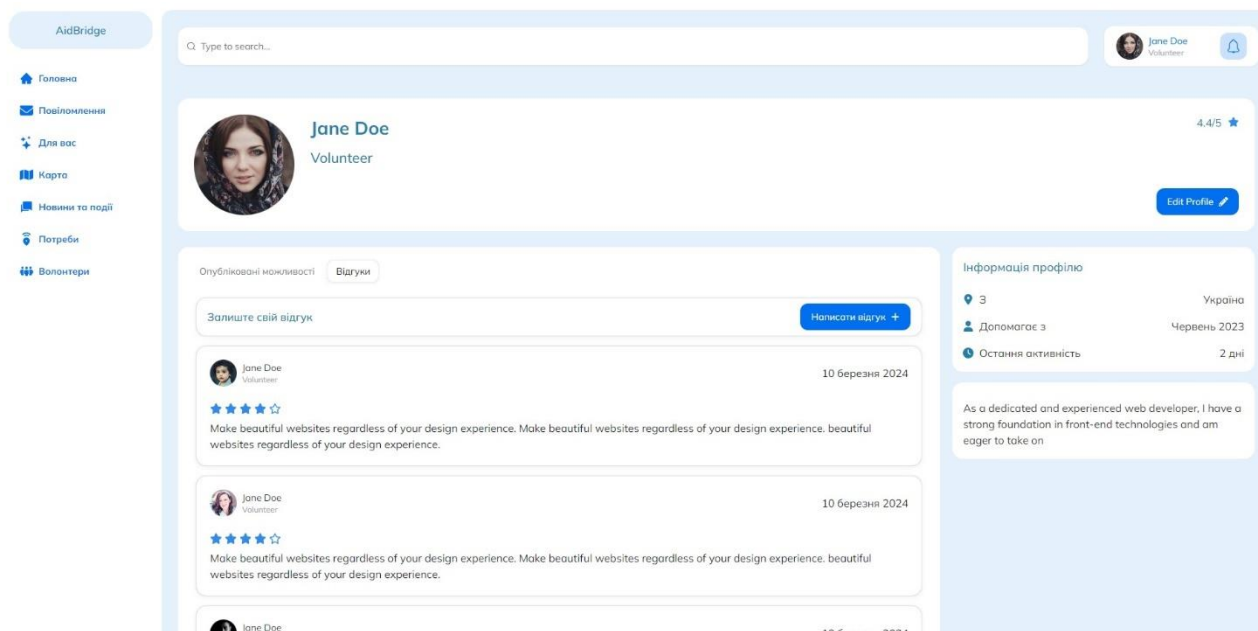 AidBridge
Type to search...
Jane Doe
Volunteer
Головна
Повіломлення
Для вас
Карта
Новини та події
Потреби
Волонтери
Jane Doe
Volunteer
4.4/5
Edit Profile
Опубліковані можливості Відгуки
Залиште свій відгук
Написати відгук +
Jane Doe
Volunteer
10 березня 2024
Make beautiful websites regardless of your design experience. Make beautiful websites regardless of your design experience. beautiful
websites regardless of your design experience.
Jane Doe
Volunteer
10 березня 2024
Make beautiful websites regardless of your design experience. Make beautiful websites regardless of your design experience. beautiful
websites regardless of your design experience.
Jane Doe
Інформація профілю
З Україна
Допомагає з Червень 2023
Остання активність 2 дні
As a dedicated and experienced web developer, I have a
strong foundation in front-end technologies and am
eager to take on